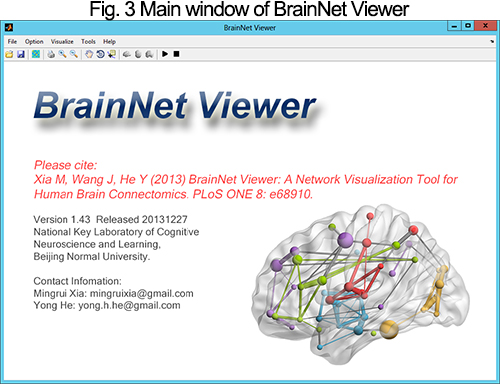 Fig. 3 Main window of BrainNet Viewer
BrainNet Viewer
File Option Visualize Tools Help
BrainNet Viewer
Please cite:
Xia M, Wang J, He Y (2013) BrainNet Viewer: A Network Visualization Tool for
Human Brain Connectomics. PLoS ONE 8: e68910.
Version 1.43 Released 20131227
National Key Laboratory of Cognitive
Neuroscience and Learning,
Beijing Normal University.
Contact Infomation:
Mingrui Xia: mingruixia@gmail.com
Yong He: yong.h.he@gmail.com